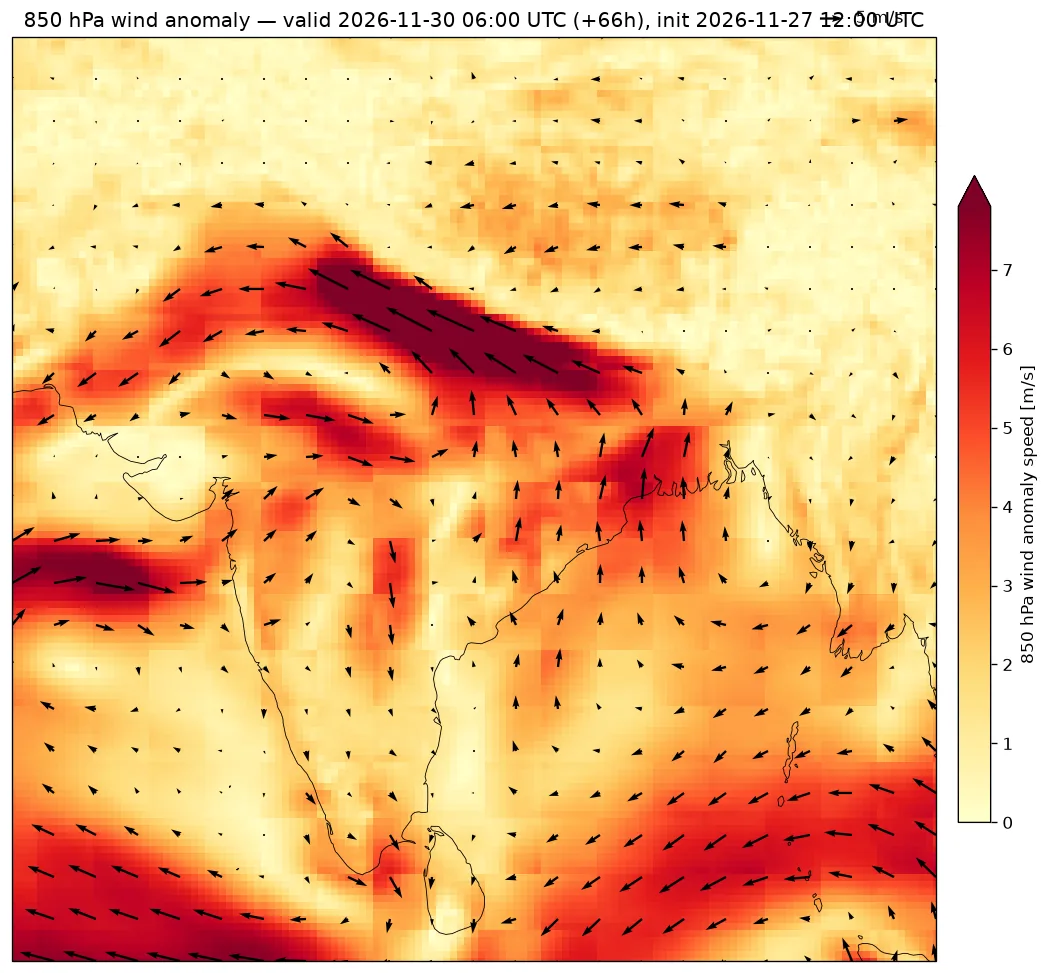 850 hPa wind anomaly — valid 2026-11-30 06:00 UTC (+66h), init 2026-11-27 12:00 UTC
5 m/s
7
6
5
4
3
2
1
0
850 hPa wind anomaly speed [m/s]